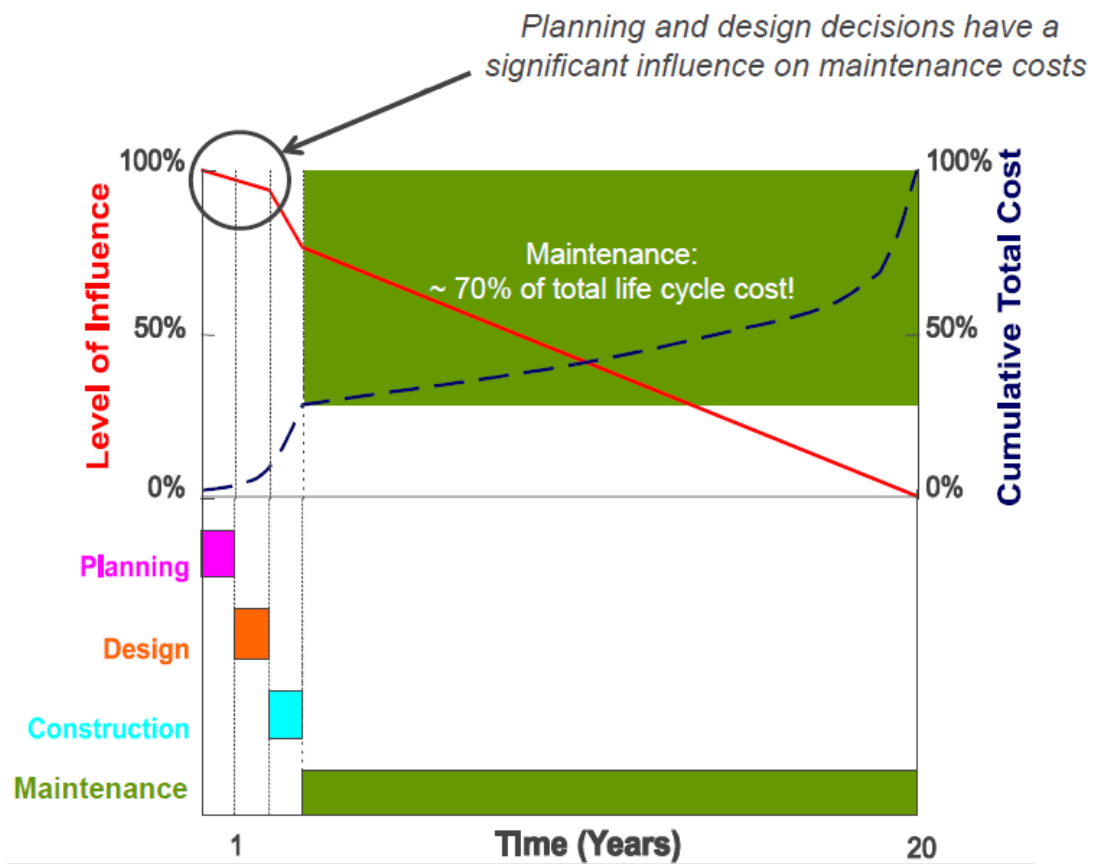 Planning and design decisions have a
significant influence on maintenance costs
100%
100%
Level of Influence
Cumulative Total Cost
Maintenance:
~ 70% of total life cycle cost!
50%
50%
0%
0%
Planning
Design
Construction
Maintenance
1
Time (Years)
20